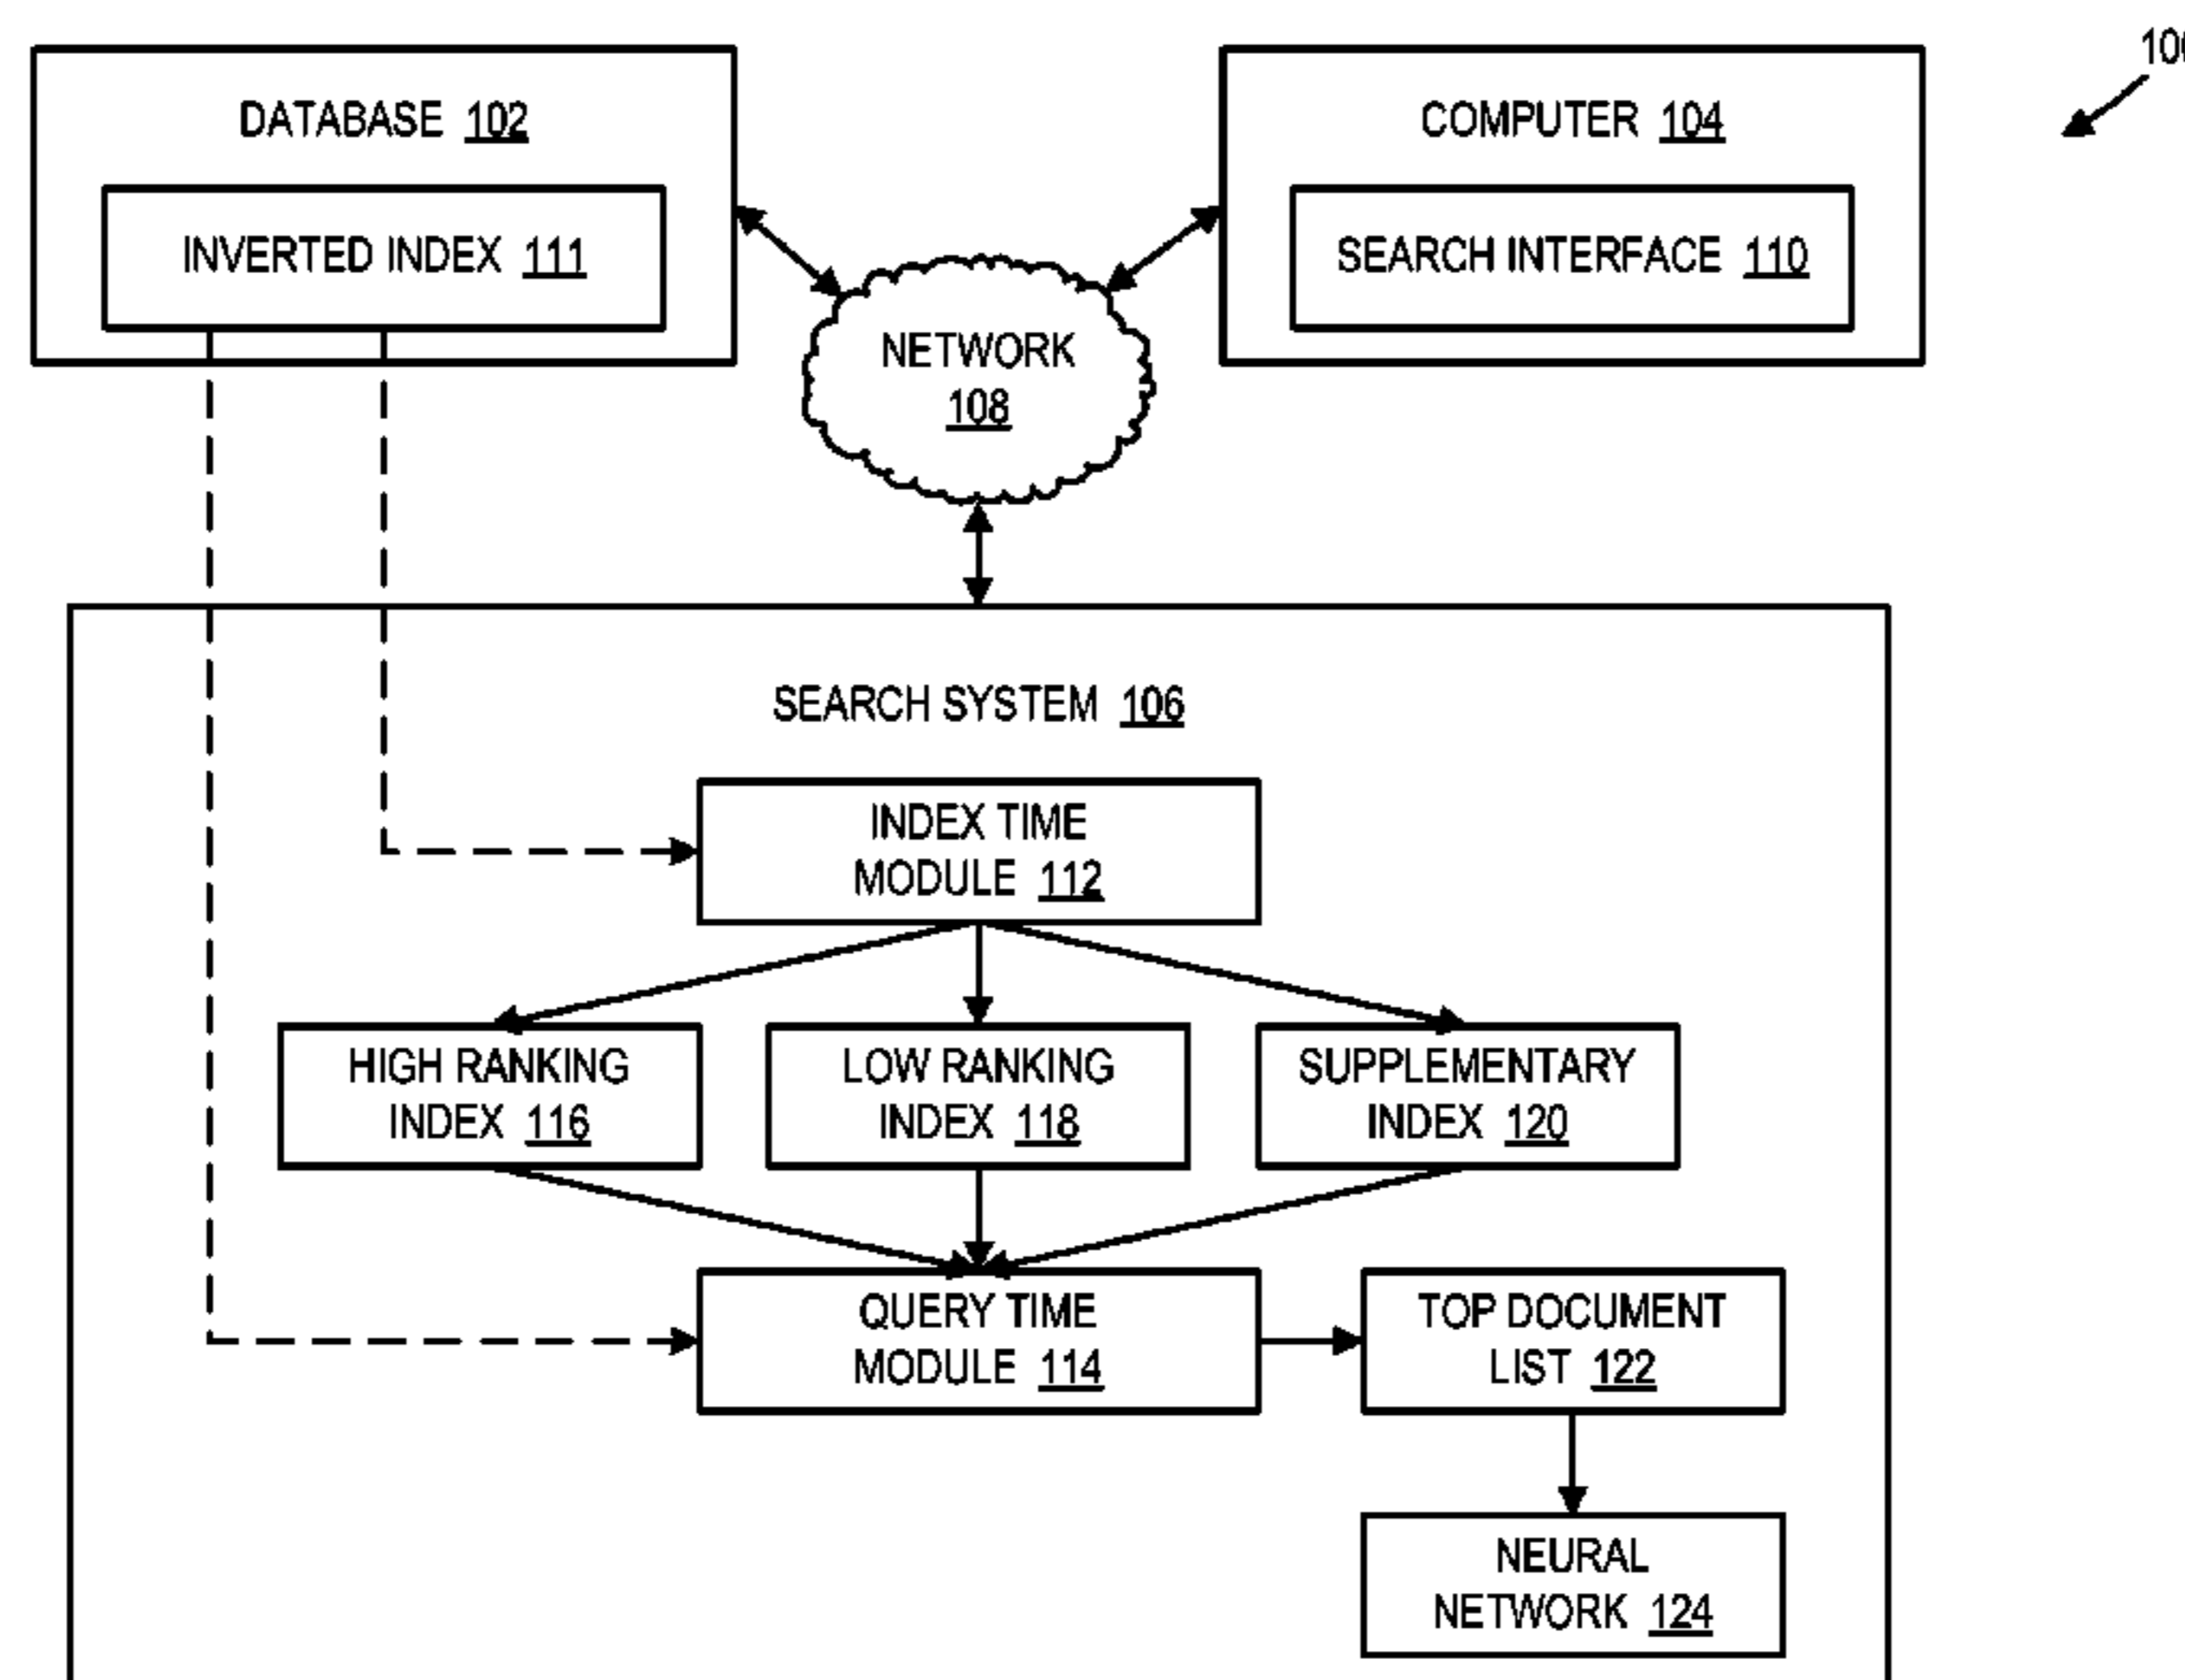 DATABASE 102
COMPUTER 104
INVERTED INDEX 111
SEARCH INTERFACE 110
NETWORK
108
SEARCH SYSTEM 106
INDEX TIME
MODULE 112
HIGH RANKING
INDEX 116
LOW RANKING
INDEX 118
SUPPLEMENTARY
INDEX 120
QUERY TIME
MODULE 114
TOP DOCUMENT
LIST 122
NEURAL
NETWORK 124